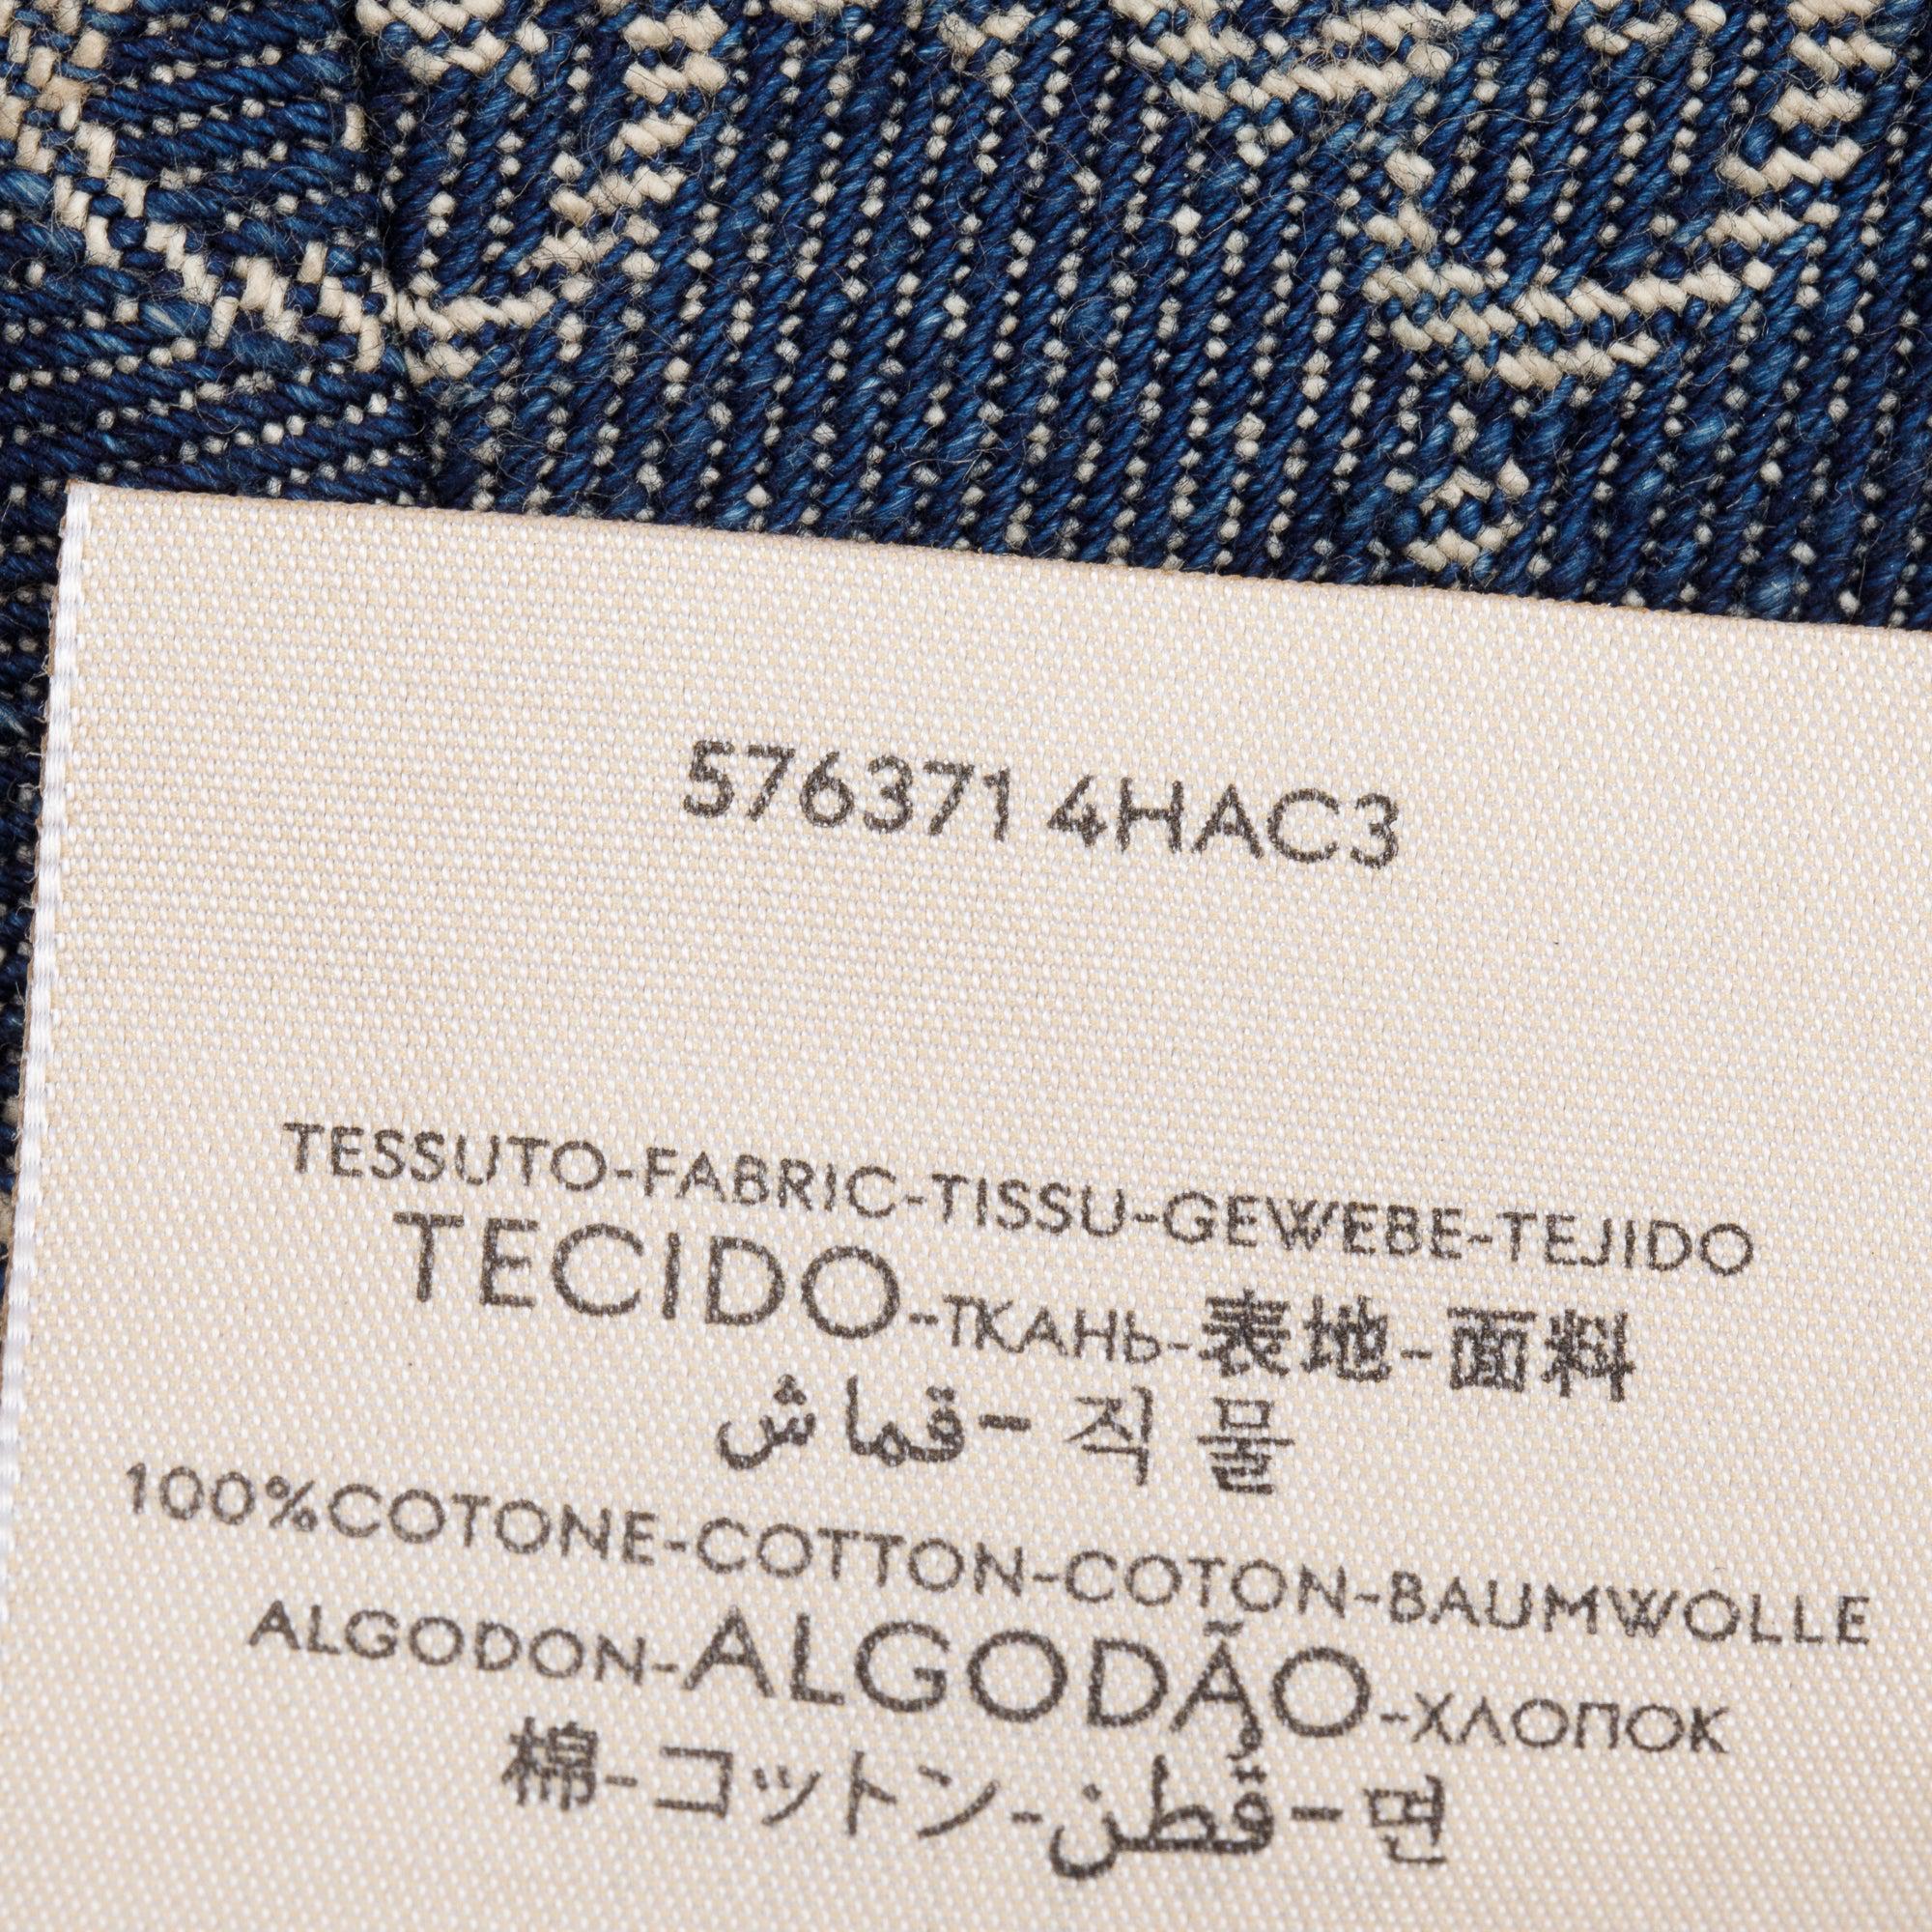 576371 4HAC3
TESSUTO-FABRIC-TISSU-GEWEBE-TEJIDO
TECIDO-ТКАНЬ-表地-面料
직 물-قماش
100%COTONE-COTTON-COTON-BAUMWOLLE
ALGODON-ALGODÃO-ХЛОПОК
棉-コットン-قطن-면